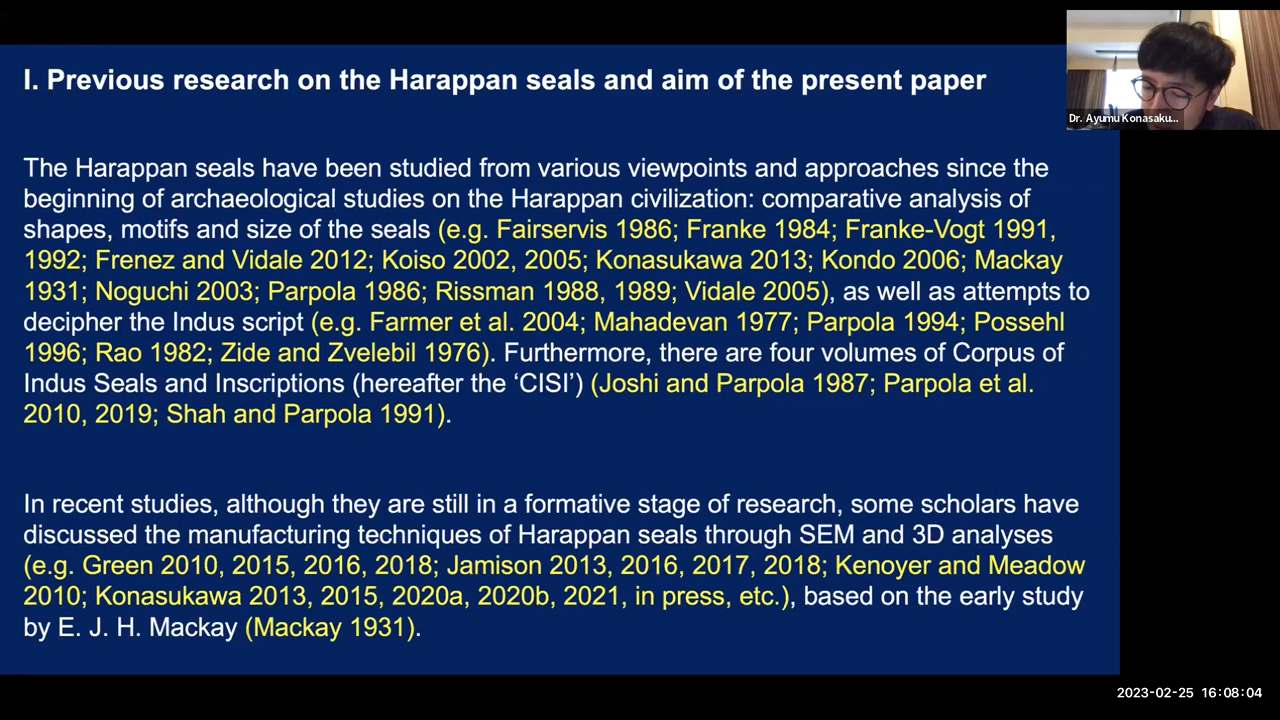 I. Previous research on the Harappan seals and aim of the present paper
Dr. Ayumu Konasaku...
The Harappan seals have been studied from various viewpoints and approaches since the
beginning of archaeological studies on the Harappan civilization: comparative analysis of
shapes, motifs and size of the seals (e.g. Fairservis 1986; Franke 1984; Franke-Vogt 1991,
1992; Frenez and Vidale 2012; Koiso 2002, 2005; Konasukawa 2013; Kondo 2006; Mackay
1931; Noguchi 2003; Parpola 1986; Rissman 1988, 1989; Vidale 2005), as well as attempts to
decipher the Indus script (e.g. Farmer et al. 2004; Mahadevan 1977; Parpola 1994; Possehl
1996; Rao 1982; Zide and Zvelebil 1976). Furthermore, there are four volumes of Corpus of
Indus Seals and Inscriptions (hereafter the ‘CISI’) (Joshi and Parpola 1987; Parpola et al.
2010, 2019; Shah and Parpola 1991).
In recent studies, although they are still in a formative stage of research, some scholars have
discussed the manufacturing techniques of Harappan seals through SEM and 3D analyses
(e.g. Green 2010, 2015, 2016, 2018; Jamison 2013, 2016, 2017, 2018; Kenoyer and Meadow
2010; Konasukawa 2013, 2015, 2020a, 2020b, 2021, in press, etc.), based on the early study
by E. J. H. Mackay (Mackay 1931).
2023-02-25 16:08:04